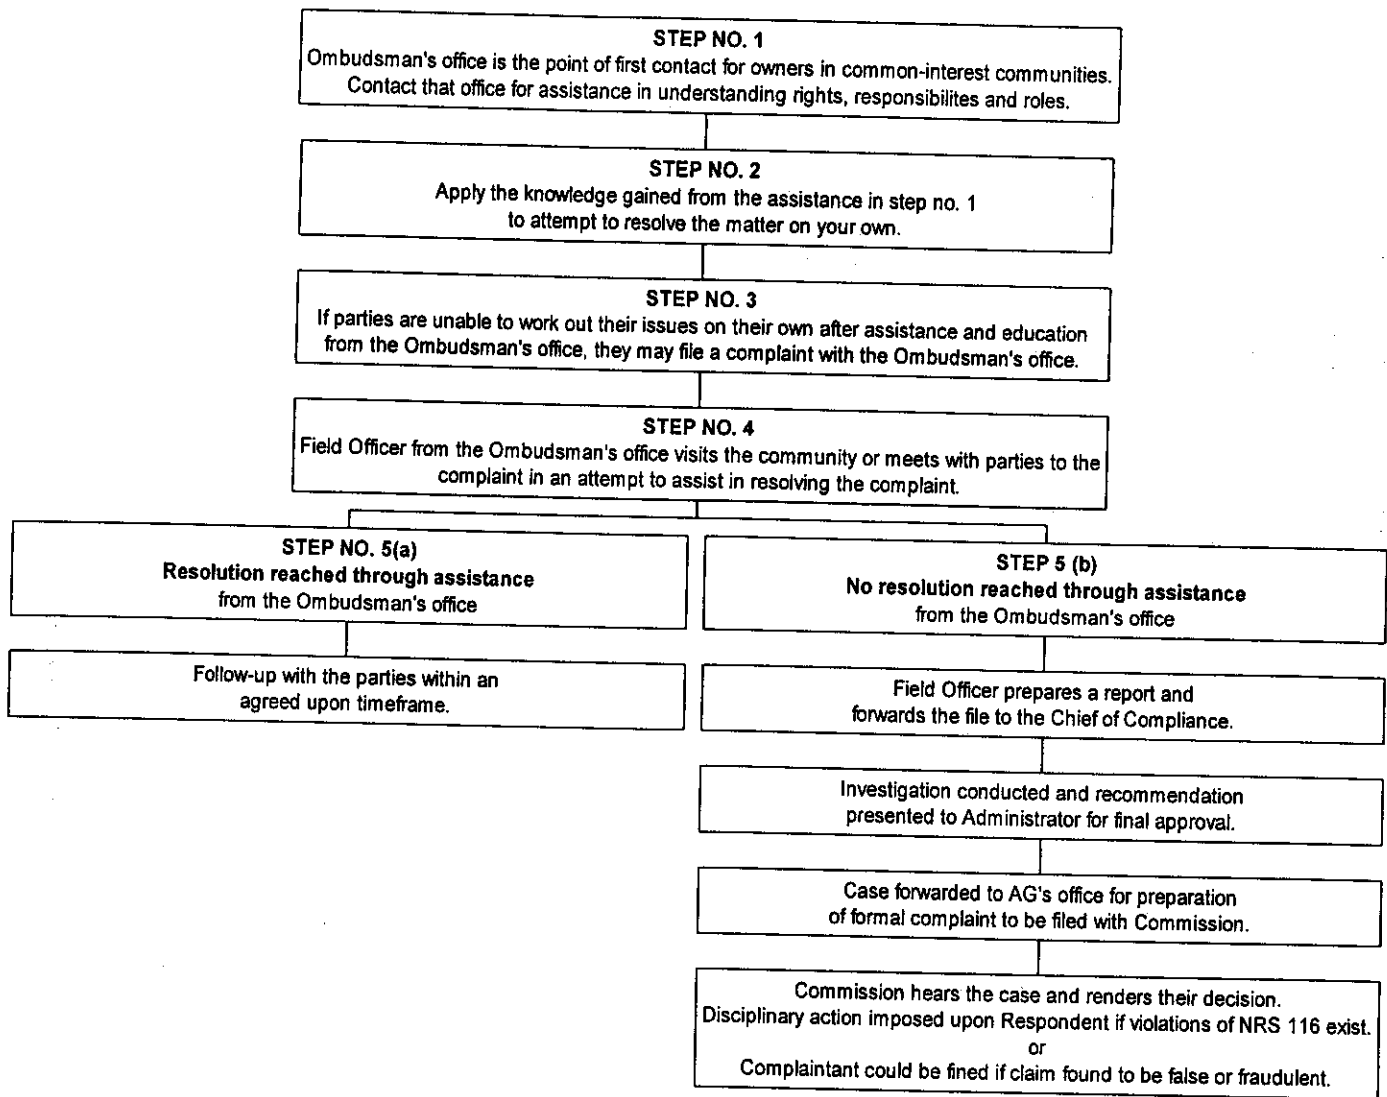 STEP NO. 1
Ombudsman's office is the point of first contact for owners in common-interest communities.
Contact that office for assistance in understanding rights, responsibilites and roles.
STEP NO. 2
Apply the knowledge gained from the assistance in step no. 1
to attempt to resolve the matter on your own.
STEP NO. 3
If parties are unable to work out their issues on their own after assistance and education
from the Ombudsman's office, they may file a complaint with the Ombudsman's office.
STEP NO. 4
Field Officer from the Ombudsman's office visits the community or meets with parties to the
complaint in an attempt to assist in resolving the complaint.
STEP NO. 5(a)
Resolution reached through assistance
from the Ombudsman's office
Follow-up with the parties within an
agreed upon timeframe.
STEP 5 (b)
No resolution reached through assistance
from the Ombudsman's office
Field Officer prepares a report and
forwards the file to the Chief of Compliance.
Investigation conducted and recommendation
presented to Administrator for final approval.
Case forwarded to AG's office for preparation
of formal complaint to be filed with Commission.
Commission hears the case and renders their decision.
Disciplinary action imposed upon Respondent if violations of NRS 116 exist.
or
Complaintant could be fined if claim found to be false or fraudulent.